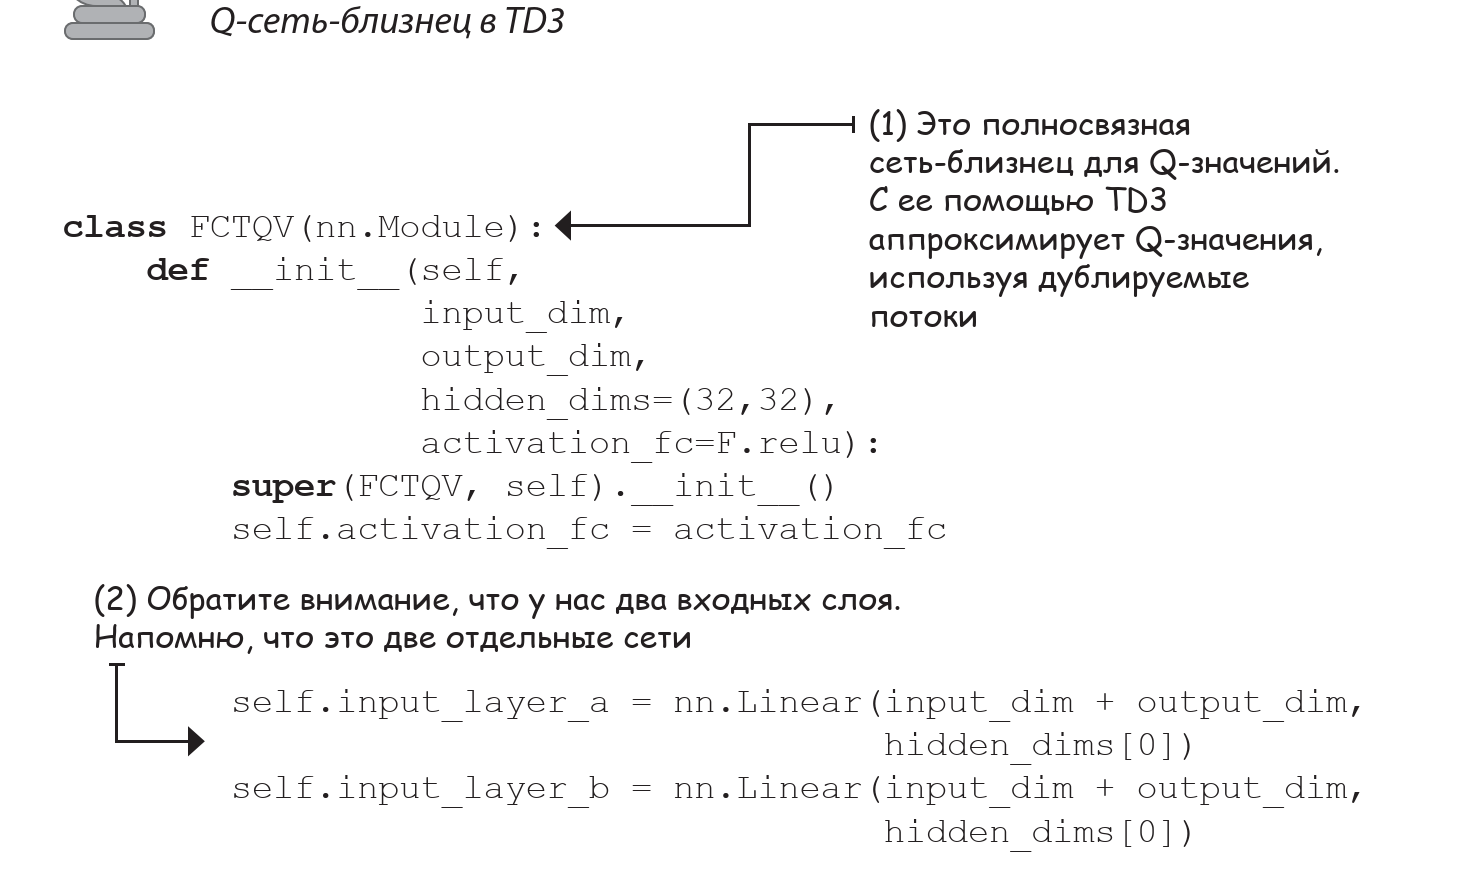 Q-сеть-близнец в TD3
(1) Это полносвязная
сеть-близнец для Q-значений.
С ее помощью TD3
аппроксимирует Q-значения,
используя дублируемые
потоки
class FCTQV(nn.Module):
    def __init__(self,
                 input_dim,
                 output_dim,
                 hidden_dims=(32,32),
                 activation_fc=F.relu):
        super(FCTQV, self).__init__()
        self.activation_fc = activation_fc
(2) Обратите внимание, что у нас два входных слоя.
Напомню, что это две отдельные сети
        self.input_layer_a = nn.Linear(input_dim + output_dim,
                                       hidden_dims[0])
        self.input_layer_b = nn.Linear(input_dim + output_dim,
                                       hidden_dims[0])